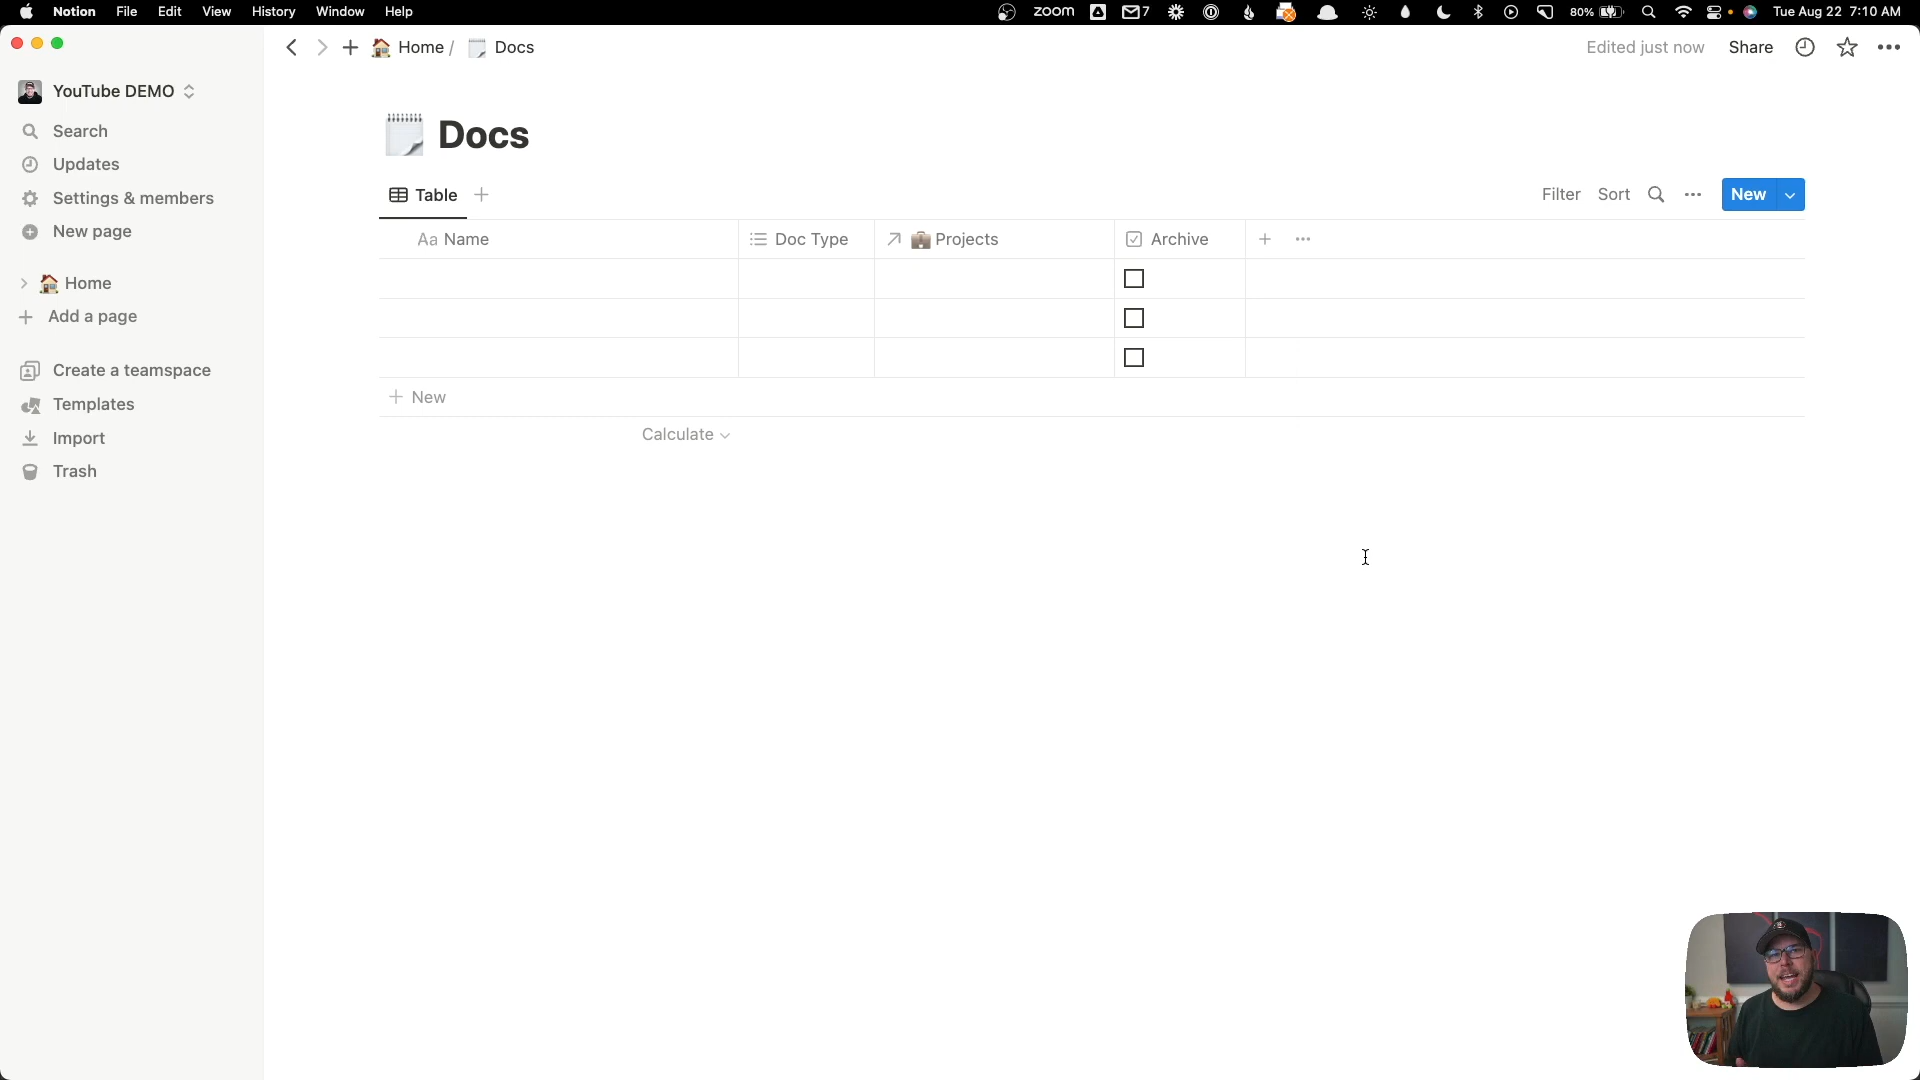 Notion File Edit View History Window Help zoom 7 80% Tue Aug 22 7:10 AM
Home / Docs Edited just now Share
YouTube DEMO
Search
Updates
Settings & members
New page
Home
Add a page
Create a teamspace
Templates
Import
Trash
Docs
Table Filter Sort New
Aa Name Doc Type Projects Archive
New
Calculate